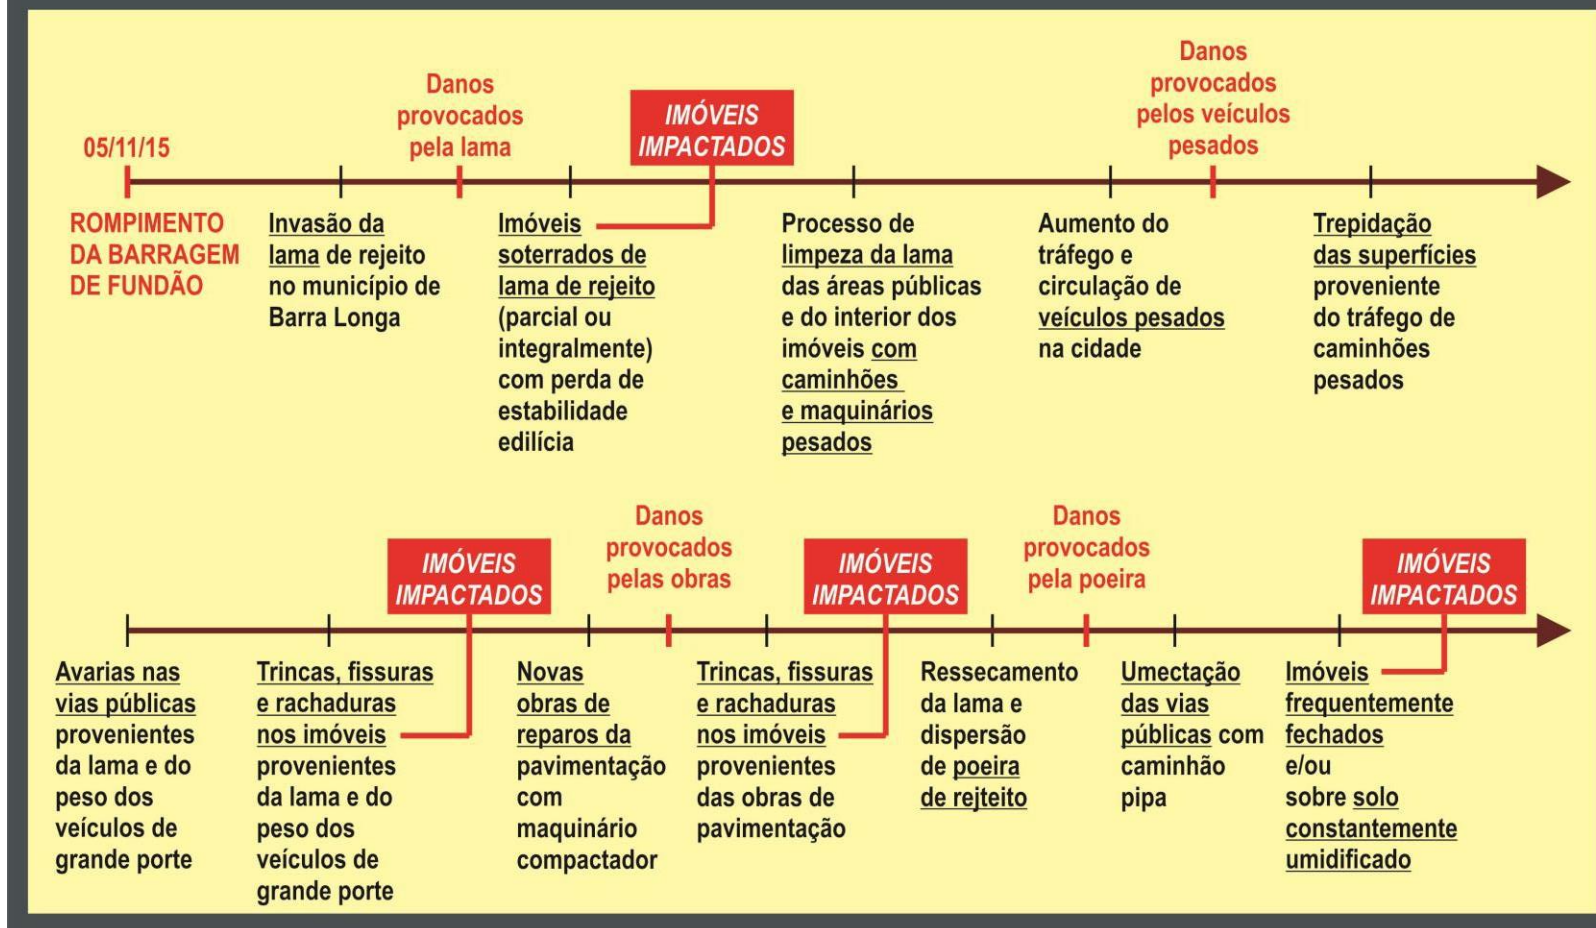 05/11/15
ROMPIMENTO
DA BARRAGEM
DE FUNDÃO
Invasão da
lama de rejeito
no município de
Barra Longa
Danos
provocados
pela lama
Imóveis
soterrados de
lama de rejeito
(parcial ou
integralmente)
com perda de
estabilidade
edilícia
IMÓVEIS
IMPACTADOS
Processo de
limpeza da lama
das áreas públicas
e do interior dos
imóveis com
caminhões
e maquinários
pesados
Aumento do
tráfego e
circulação de
veículos pesados
na cidade
Danos
provocados
pelos veículos
pesados
Trepidação
das superfícies
proveniente
do tráfego de
caminhões
pesados
Avarias nas
vias públicas
provenientes
da lama e do
peso dos
veículos de
grande porte
Trincas, fissuras
e rachaduras
nos imóveis
provenientes
da lama e do
peso dos
veículos de
grande porte
IMÓVEIS
IMPACTADOS
Novas
obras de
reparos da
pavimentação
com
maquinário
compactador
Danos
provocados
pelas obras
Trincas, fissuras
e rachaduras
nos imóveis
provenientes
das obras de
pavimentação
IMÓVEIS
IMPACTADOS
Ressecamento
da lama e
dispersão
de poeira
de rejteito
Danos
provocados
pela poeira
Umectação
das vias
públicas com
caminhão
pipa
Imóveis
frequentemente
fechados
e/ou
sobre solo
constantemente
umidificado
IMÓVEIS
IMPACTADOS